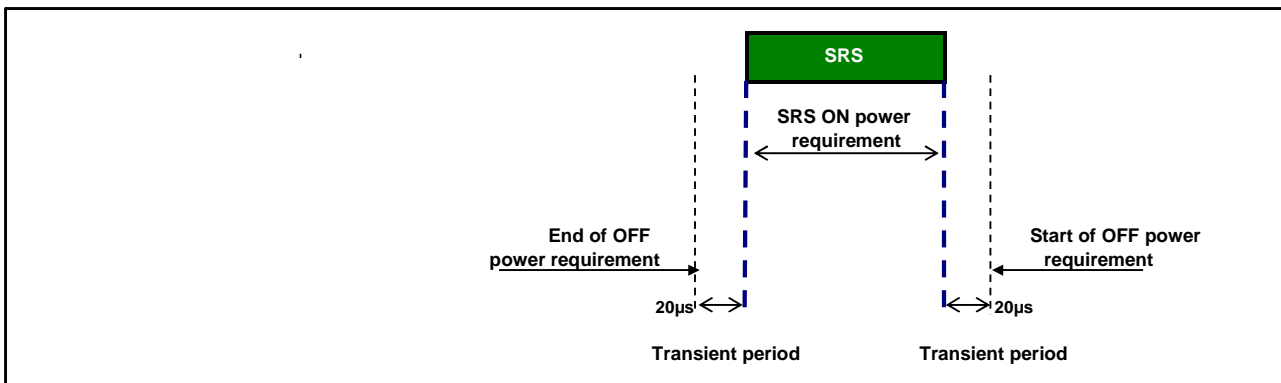 SRS
SRS ON power
requirement
End of OFF
power requirement
Start of OFF power
requirement
20µs
20µs
Transient period
Transient period